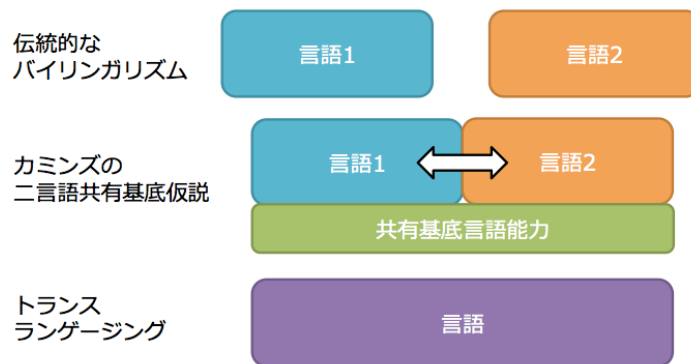 伝統的な
バイリンガリズム
言語1
言語2
カミンズの
二言語共有基底仮説
言語1
言語2
共有基底言語能力
トランス
ランゲージング
言語